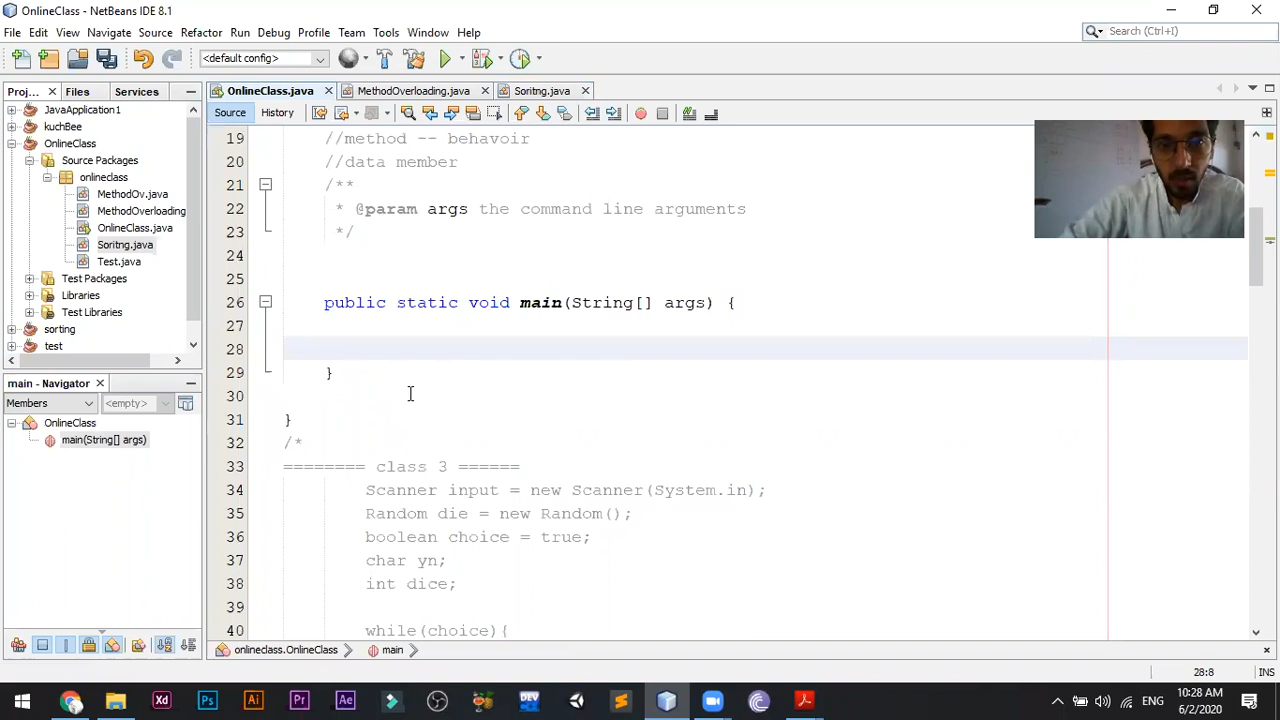 OnlineClass - NetBeans IDE 8.1
File Edit View Navigate Source Refactor Run Debug Profile Team Tools Window Help
Search (Ctrl+I)
<default config>
Proj... Files Services
OnlineClass.java MethodOverloading.java Soritng.java
Source History
JavaApplication1
kuchBee
OnlineClass
Source Packages
onlineclass
MethodOv.java
MethodOverloading
OnlineClass.java
Soritng.java
Test.java
Test Packages
Libraries
Test Libraries
sorting
test
main - Navigator
Members <empty>
OnlineClass
main(String[] args)
19 //method -- behavoir
20 //data member
21 /**
22 * @param args the command line arguments
23 */
24
25
26 public static void main(String[] args) {
27
28
29 }
30
31 }
32 /*
33 ======== class 3 ======
34 Scanner input = new Scanner(System.in);
35 Random die = new Random();
36 boolean choice = true;
37 char yn;
38 int dice;
39
40 while(choice){
onlineclass.OnlineClass main
28:8 INS
Xd Ps Ai Pr Ae DEV
ENG
10:28 AM
6/2/2020